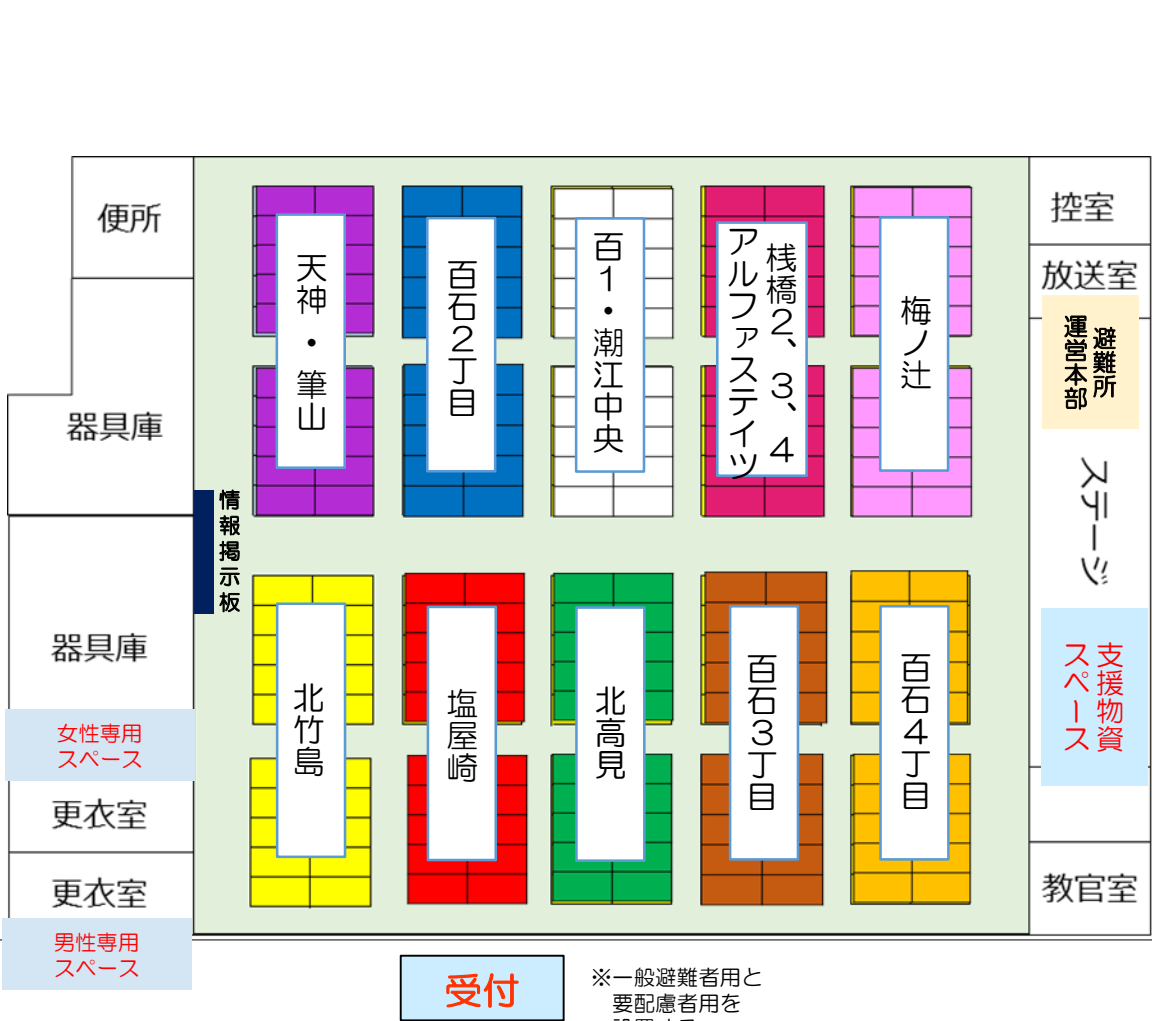 便所
控室
天神・筆山
百石２丁目
百１・潮江中央
桟橋２、３、４
アルファステイツ
梅ノ辻
放送室
避難所
運営本部
器具庫
ステージ
情報掲示板
器具庫
北竹島
塩屋崎
北高見
百石３丁目
百石４丁目
支援物資
スペース
女性専用
スペース
更衣室
更衣室
教官室
男性専用
スペース
受付
※一般避難者用と
要配慮者用を